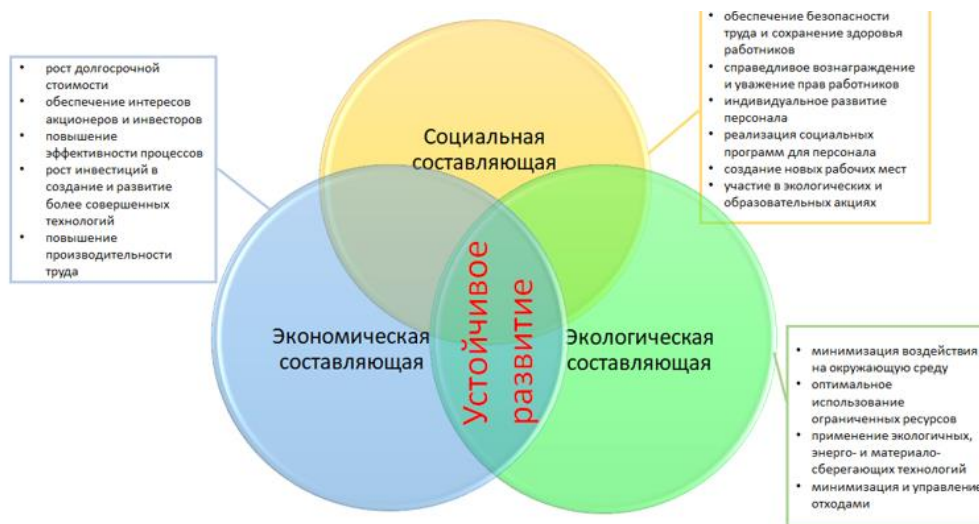 • рост долгосрочной
стоимости
• обеспечение интересов
акционеров и инвесторов
• повышение
эффективности процессов
• рост инвестиций в
создание и развитие
более совершенных
технологий
• повышение
производительности
труда
• обеспечение безопасности
труда и сохранение здоровья
работников
• справедливое вознаграждение
и уважение прав работников
• индивидуальное развитие
персонала
• реализация социальных
программ для персонала
• создание новых рабочих мест
• участие в экологических и
образовательных акциях
Социальная
составляющая
Экономическая
составляющая
Устойчивое
развитие
Экологическая
составляющая
• минимизация воздействия
на окружающую среду
• оптимальное
использование
ограниченных ресурсов
• применение экологичных,
энерго- и материало-
сберегающих технологий
• минимизация и управление
отходами